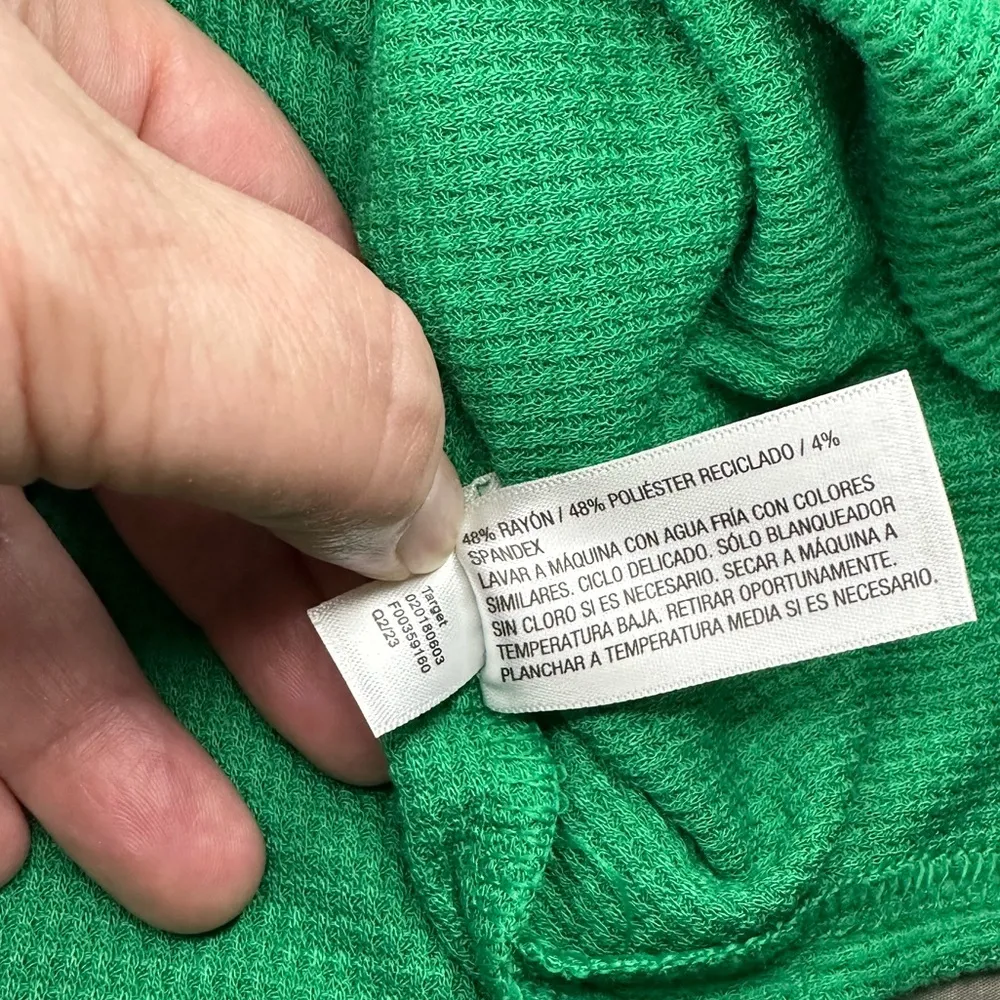 48% RAYÓN / 48% POLIÉSTER RECICLADO / 4%
SPANDEX
LAVAR A MÁQUINA CON AGUA FRÍA CON COLORES
SIMILARES. CICLO DELICADO. SÓLO BLANQUEADOR
SIN CLORO SI ES NECESARIO. SECAR A MÁQUINA A
TEMPERATURA BAJA. RETIRAR OPORTUNAMENTE.
PLANCHAR A TEMPERATURA MEDIA SI ES NECESARIO.
Target
020180603
F00359160
Q2/23